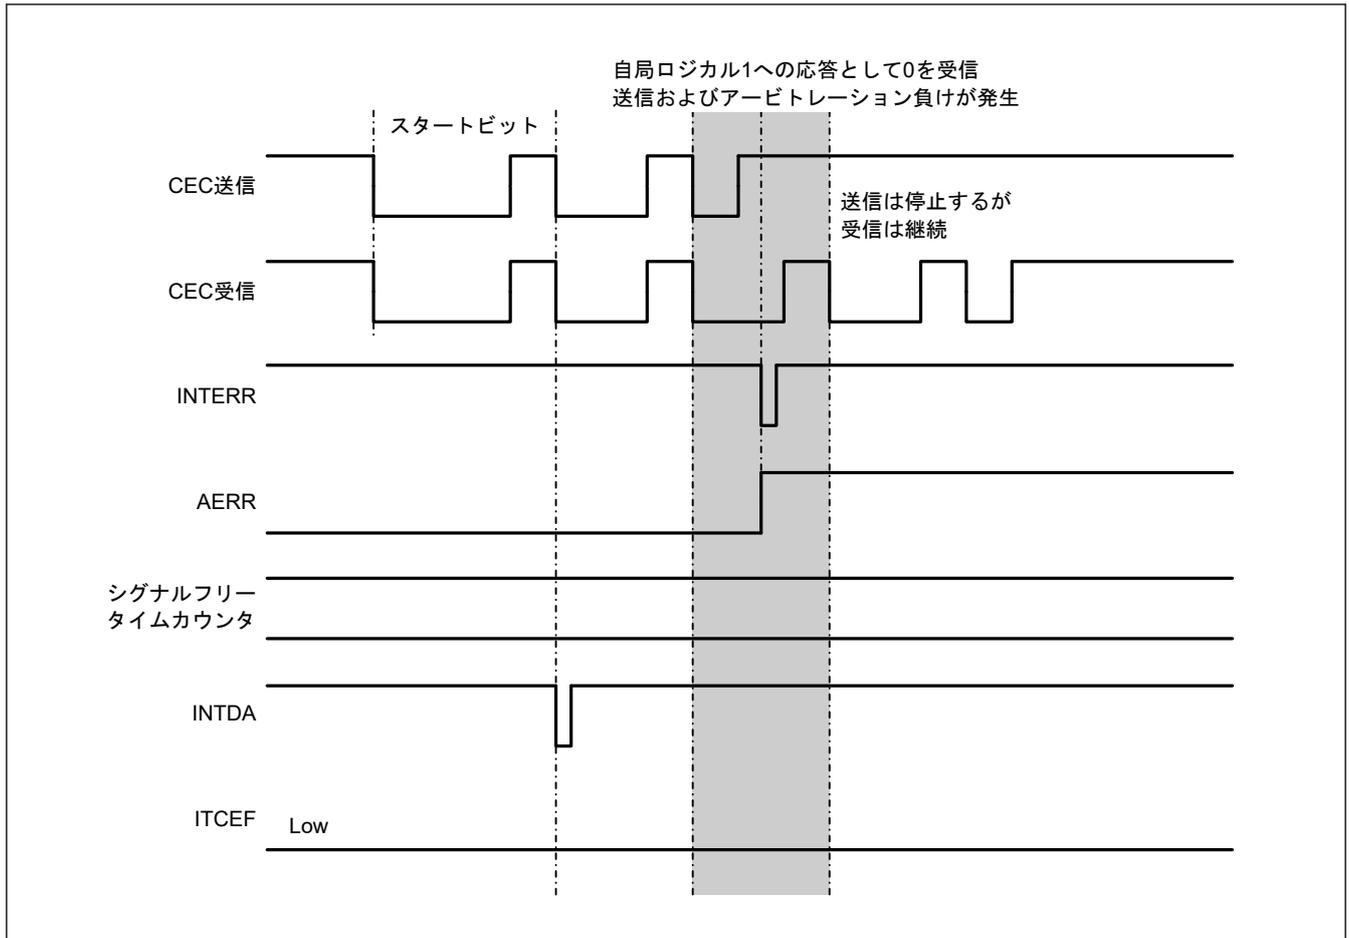 自局ロジカル1への応答として0を受信
送信およびアービトレーション負けが発生
スタートビット
CEC送信
送信は停止するが
受信は継続
CEC受信
INTERR
AERR
シグナルフリー
タイムカウンタ
INTDA
ITCEF
Low